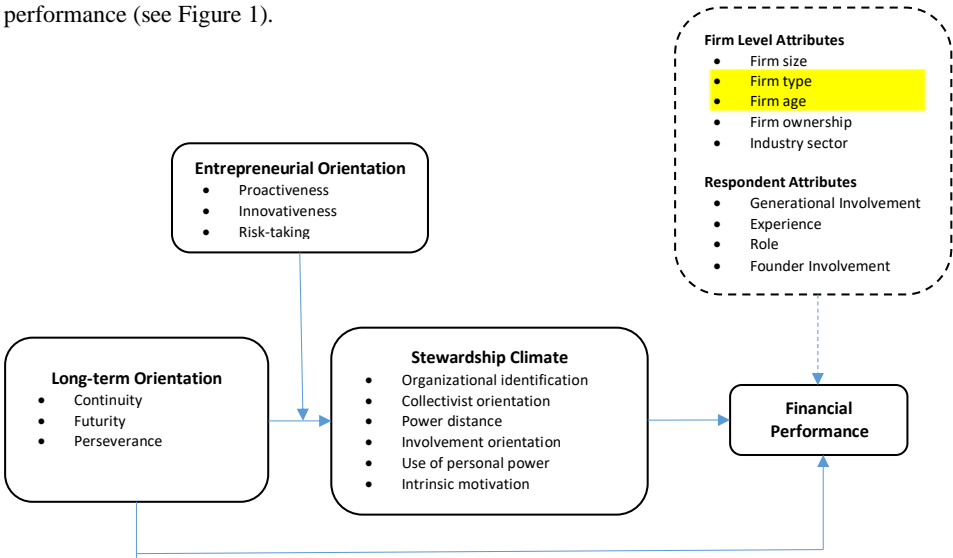 performance (see Figure 1).
Firm Level Attributes
• Firm size
• Firm type
• Firm age
• Firm ownership
• Industry sector
Respondent Attributes
• Generational Involvement
• Experience
• Role
• Founder Involvement
Entrepreneurial Orientation
• Proactiveness
• Innovativeness
• Risk-taking
Long-term Orientation
• Continuity
• Futurity
• Perseverance
Stewardship Climate
• Organizational identification
• Collectivist orientation
• Power distance
• Involvement orientation
• Use of personal power
• Intrinsic motivation
Financial
Performance